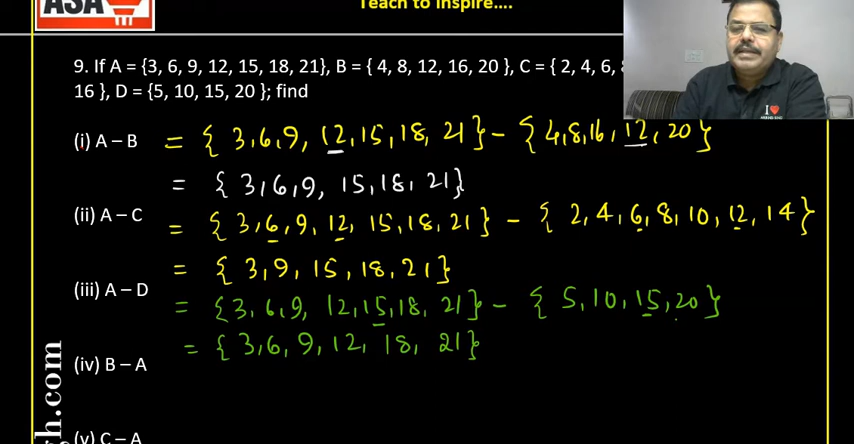 ASA
Teach to Inspire....
9. If A = {3, 6, 9, 12, 15, 18, 21}, B = { 4, 8, 12, 16, 20 }, C = { 2, 4, 6,
16 }, D = {5, 10, 15, 20 }; find
(i) A – B = { 3, 6, 9, 12, 15, 18, 21 } – { 4, 8, 16, 12, 20 }
= { 3, 6, 9, 15, 18, 21 }
(ii) A – C = { 3, 6, 9, 12, 15, 18, 21 } – { 2, 4, 6, 8, 10, 12, 14 }
= { 3, 9, 15, 18, 21 }
(iii) A – D = { 3, 6, 9, 12, 15, 18, 21 } – { 5, 10, 15, 20 }
= { 3, 6, 9, 12, 18, 21 }
(iv) B – A
(v) C – A
h.com